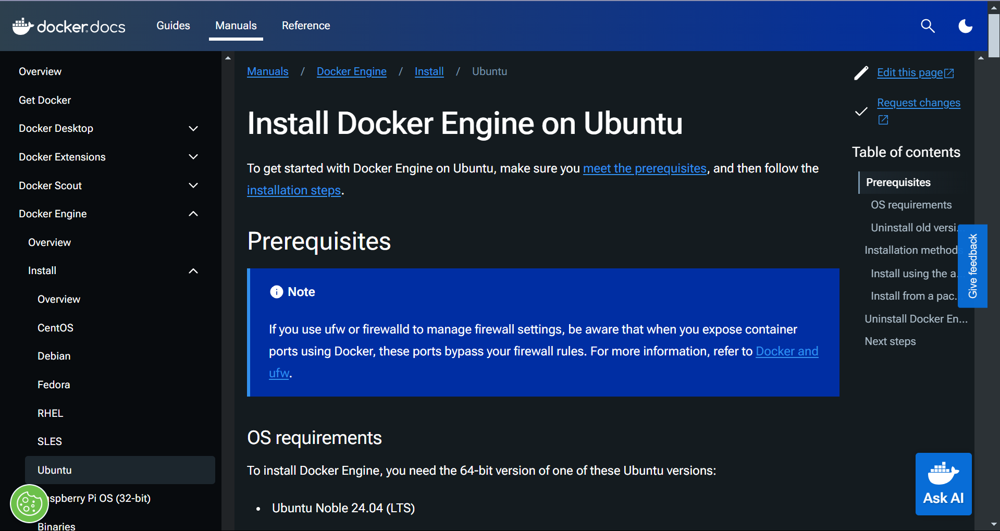 docker.docs
Guides
Manuals
Reference
Overview
Get Docker
Docker Desktop
Docker Extensions
Docker Scout
Docker Engine
Overview
Install
Overview
CentOS
Debian
Fedora
RHEL
SLES
Ubuntu
spberry Pi OS (32-bit)
Binaries
Manuals / Docker Engine / Install / Ubuntu
Install Docker Engine on Ubuntu
To get started with Docker Engine on Ubuntu, make sure you meet the prerequisites, and then follow the
installation steps.
Prerequisites
Note
If you use ufw or firewalld to manage firewall settings, be aware that when you expose container
ports using Docker, these ports bypass your firewall rules. For more information, refer to Docker and
ufw.
OS requirements
To install Docker Engine, you need the 64-bit version of one of these Ubuntu versions:
• Ubuntu Noble 24.04 (LTS)
Edit this page
Request changes
Table of contents
Prerequisites
OS requirements
Uninstall old versi...
Installation method
Install using the a...
Install from a pac...
Uninstall Docker En...
Next steps
Give feedback
Ask AI